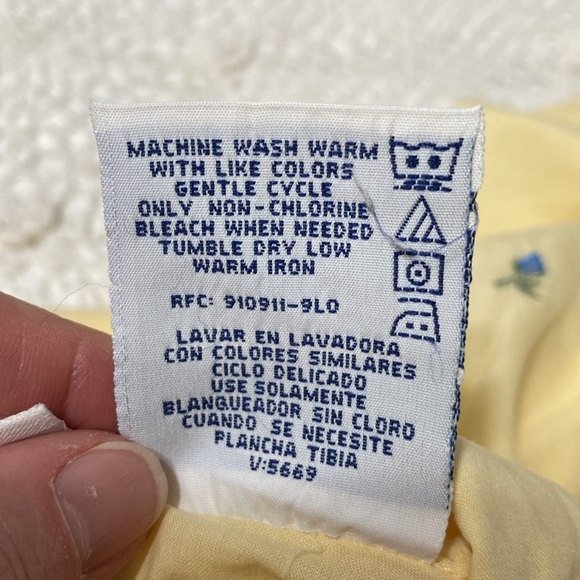 MACHINE WASH WARM
WITH LIKE COLORS
GENTLE CYCLE
ONLY NON-CHLORINE
BLEACH WHEN NEEDED
TUMBLE DRY LOW
WARM IRON
RFC: 910911-9L0
LAVAR EN LAVADORA
CON COLORES SIMILARES
CICLO DELICADO
USE SOLAMENTE
BLANQUEADOR SIN CLORO
CUANDO SE NECESITE
PLANCHA TIBIA
V:5669